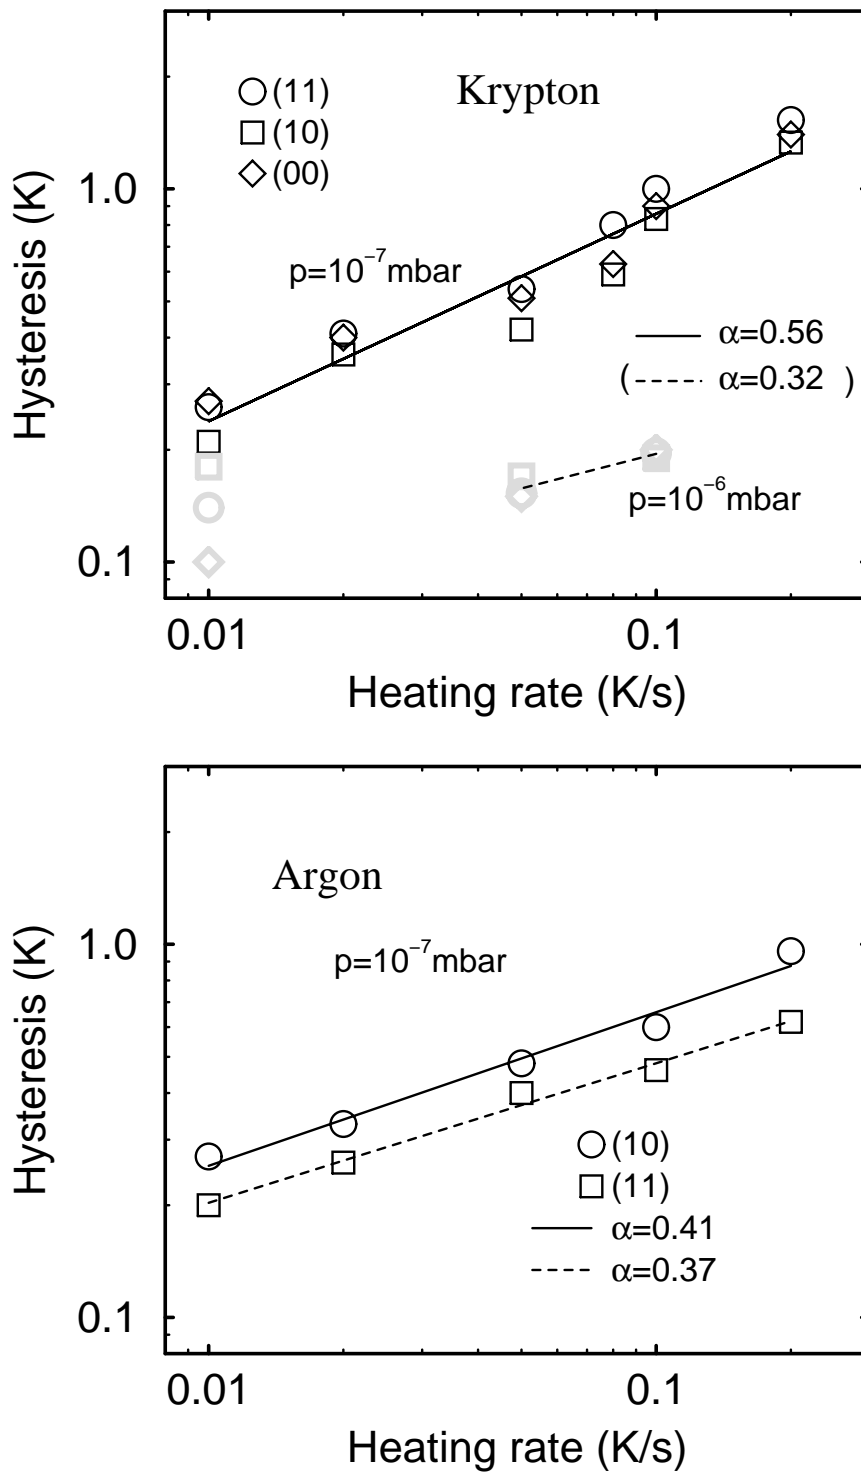 Krypton
(11)
(10)
(00)
1.0
p=10⁻⁷mbar
Hysteresis (K)
α=0.56
( α=0.32 )
p=10⁻⁶mbar
0.1
0.01 0.1
Heating rate (K/s)
Argon
1.0
p=10⁻⁷mbar
Hysteresis (K)
(10)
(11)
α=0.41
α=0.37
0.1
0.01 0.1
Heating rate (K/s)